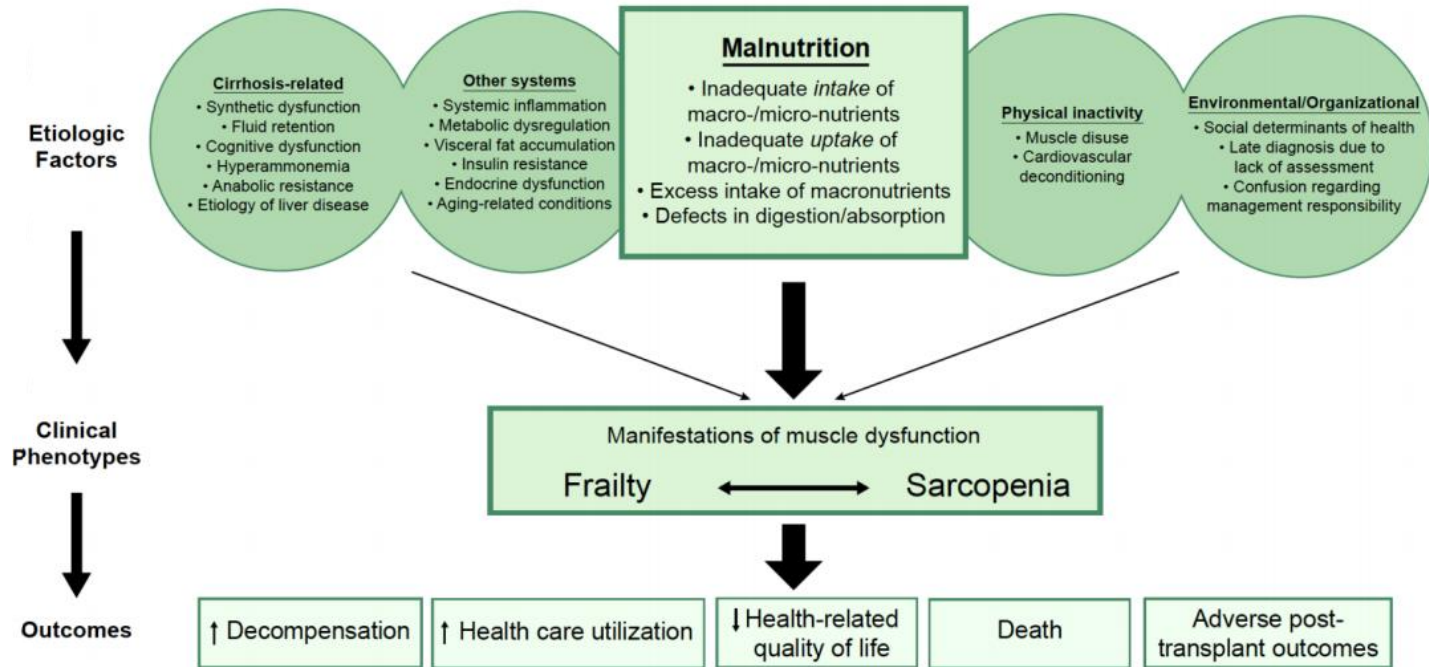 Etiologic
Factors
Cirrhosis-related
• Synthetic dysfunction
• Fluid retention
• Cognitive dysfunction
• Hyperammonemia
• Anabolic resistance
• Etiology of liver disease
Other systems
• Systemic inflammation
• Metabolic dysregulation
• Visceral fat accumulation
• Insulin resistance
• Endocrine dysfunction
• Aging-related conditions
Malnutrition
• Inadequate intake of
macro-/micro-nutrients
• Inadequate uptake of
macro-/micro-nutrients
• Excess intake of macronutrients
• Defects in digestion/absorption
Physical inactivity
• Muscle disuse
• Cardiovascular
deconditioning
Environmental/Organizational
• Social determinants of health
• Late diagnosis due to
lack of assessment
• Confusion regarding
management responsibility
Clinical
Phenotypes
Manifestations of muscle dysfunction
Frailty ↔ Sarcopenia
Outcomes
↑ Decompensation
↑ Health care utilization
↓ Health-related
quality of life
Death
Adverse post-
transplant outcomes